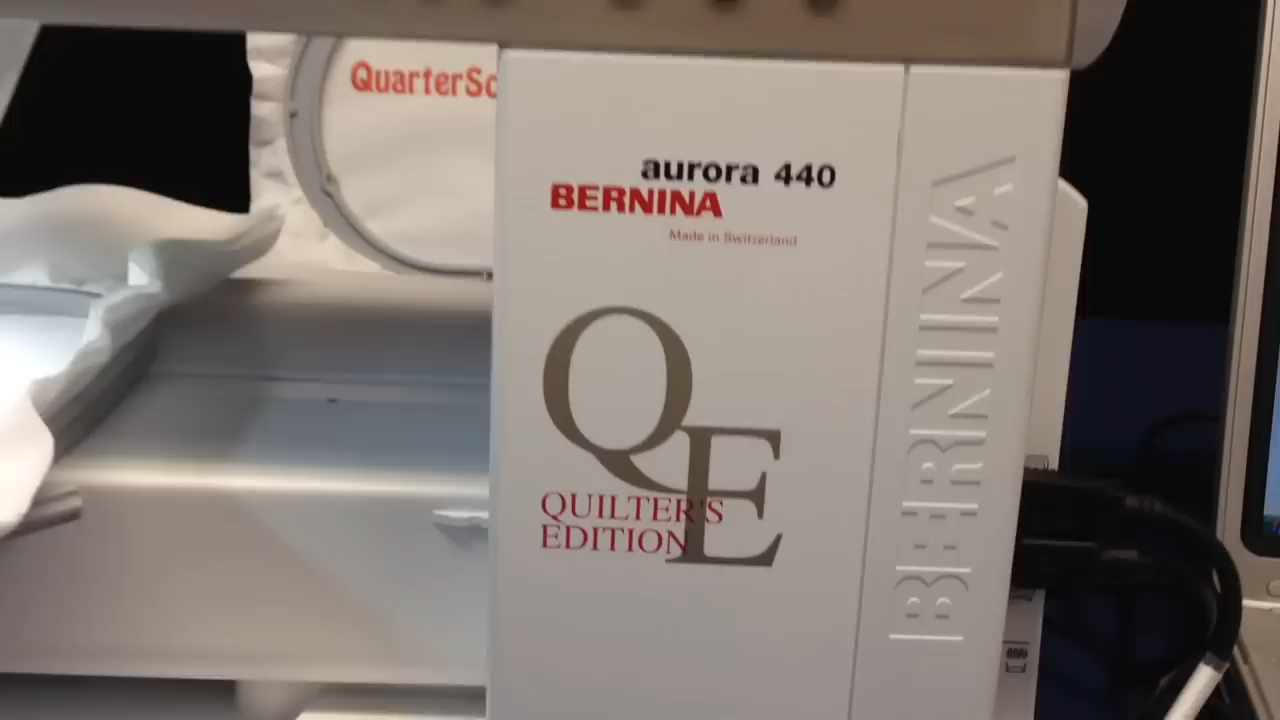 QuarterSc
aurora 440
BERNINA
Made in Switzerland
QE
QUILTER'S
EDITION
BERNINA